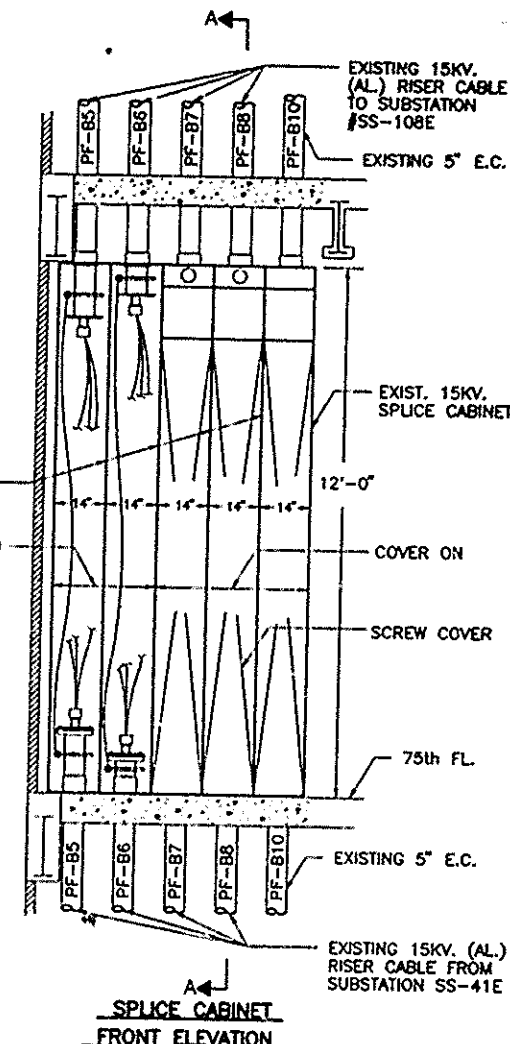 A
EXISTING 15KV.
(AL.) RISER CABLE
TO SUBSTATION
#SS-108E
PF-B5
PF-B6
PF-B7
PF-B8
PF-B10
EXISTING 5" E.C.
EXIST. 15KV.
SPLICE CABINET
12'-0"
14" 14" 14" 14" 14"
COVER ON
SCREW COVER
75th FL.
PF-B5
PF-B6
PF-B7
PF-B8
PF-B10
EXISTING 5" E.C.
EXISTING 15KV. (AL.)
RISER CABLE FROM
SUBSTATION SS-41E
A
SPLICE CABINET
FRONT ELEVATION